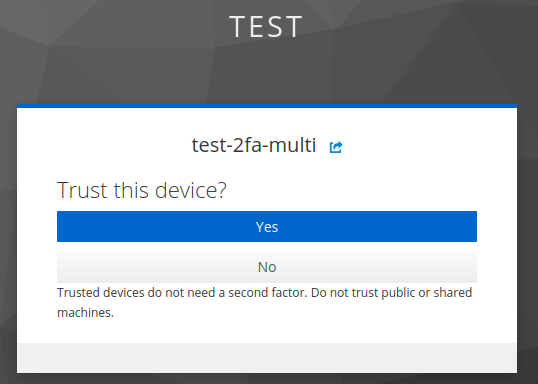 TEST
test-2fa-multi
Trust this device?
Yes
No
Trusted devices do not need a second factor. Do not trust public or shared
machines.